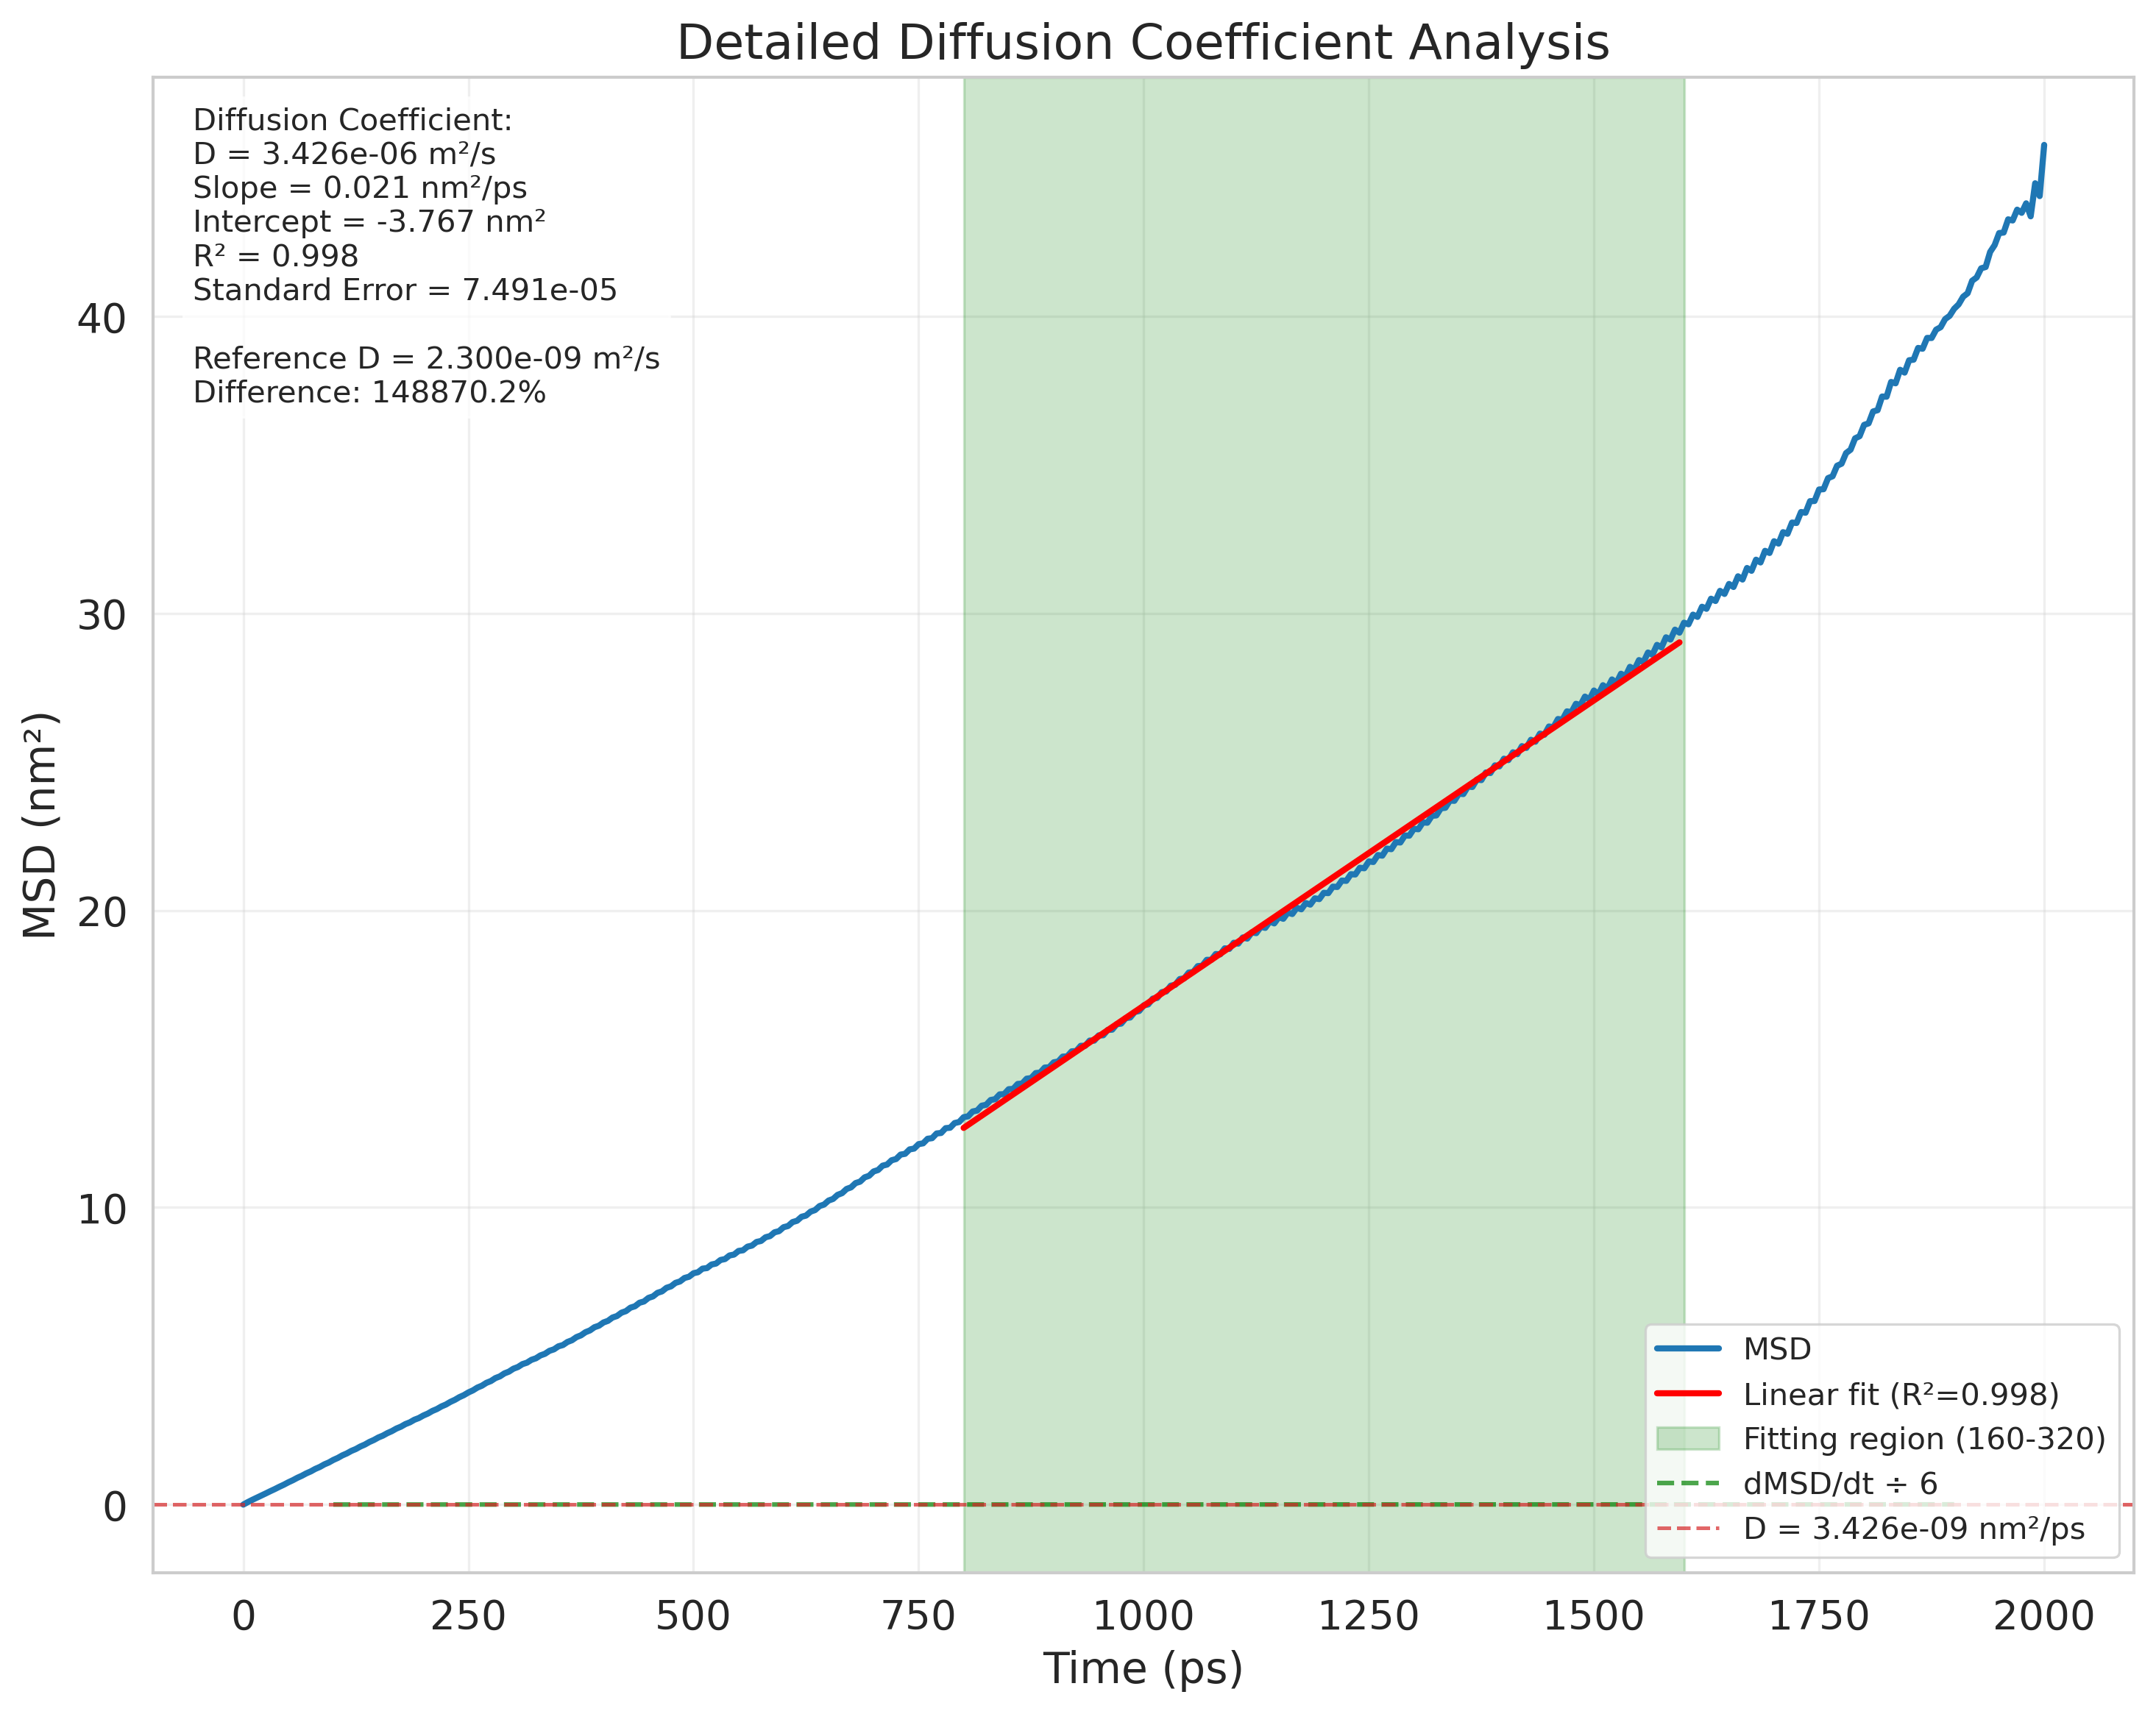 Detailed Diffusion Coefficient Analysis
Diffusion Coefficient:
D = 3.426e-06 m²/s
Slope = 0.021 nm²/ps
Intercept = -3.767 nm²
R² = 0.998
Standard Error = 7.491e-05
Reference D = 2.300e-09 m²/s
Difference: 148870.2%
MSD (nm²)
40
30
20
10
0
MSD
Linear fit (R²=0.998)
Fitting region (160-320)
dMSD/dt ÷ 6
D = 3.426e-09 nm²/ps
0 250 500 750 1000 1250 1500 1750 2000
Time (ps)